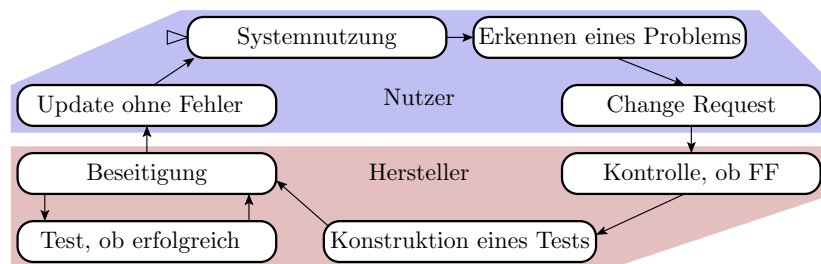 Systemnutzung
Erkennen eines Problems
Update ohne Fehler
Nutzer
Change Request
Beseitigung
Hersteller
Kontrolle, ob FF
Test, ob erfolgreich
Konstruktion eines Tests